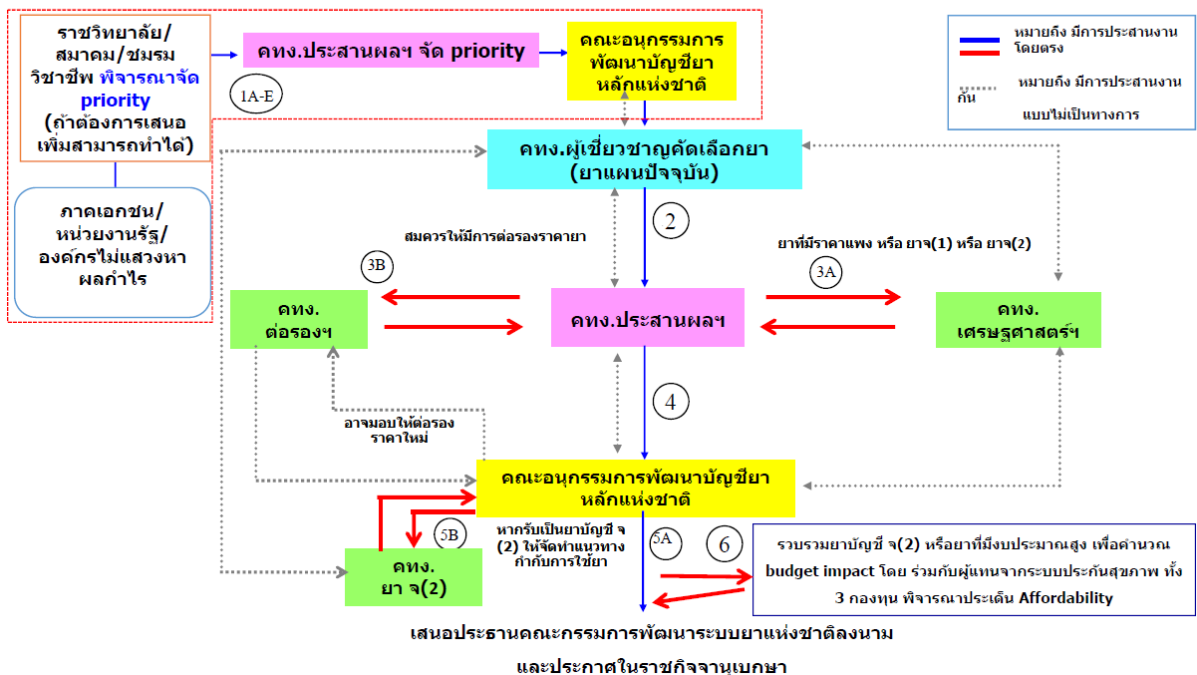 ราชวิทยาลัย/
สมาคม/ชมรม
วิชาชีพ พิจารณาจัด
priority
(ถ้าต้องการเสนอ
เพิ่มสามารถทำได้)
1A-E
คทง.ประสานผลฯ จัด priority
คณะอนุกรรมการ
พัฒนาบัญชียา
หลักแห่งชาติ
หมายถึง มีการประสานงาน
โดยตรง
หมายถึง มีการประสานงาน
กัน
แบบไม่เป็นทางการ
ภาคเอกชน/
หน่วยงานรัฐ/
องค์กรไม่แสวงหา
ผลกำไร
คทง.ผู้เชี่ยวชาญคัดเลือกยา
(ยาแผนปัจจุบัน)
2
สมควรให้มีการต่อรองราคายา
3B
ยาที่มีราคาแพง หรือ ยาจ(1) หรือ ยาจ(2)
3A
คทง.
ต่อรองฯ
คทง.ประสานผลฯ
คทง.
เศรษฐศาสตร์ฯ
4
อาจมอบให้ต่อรอง
ราคาใหม่
คณะอนุกรรมการพัฒนาบัญชียา
หลักแห่งชาติ
5B
หากรับเป็นยาบัญชี จ
(2) ให้จัดทำแนวทาง
กำกับการใช้ยา
5A
6
คทง.
ยา จ(2)
รวบรวมยาบัญชี จ(2) หรือยาที่มีงบประมาณสูง เพื่อคำนวณ
budget impact โดย ร่วมกับผู้แทนจากระบบประกันสุขภาพ ทั้ง
3 กองทุน พิจารณาประเด็น Affordability
เสนอประธานคณะกรรมการพัฒนาระบบยาแห่งชาติลงนาม
และประกาศในราชกิจจานุเบกษา